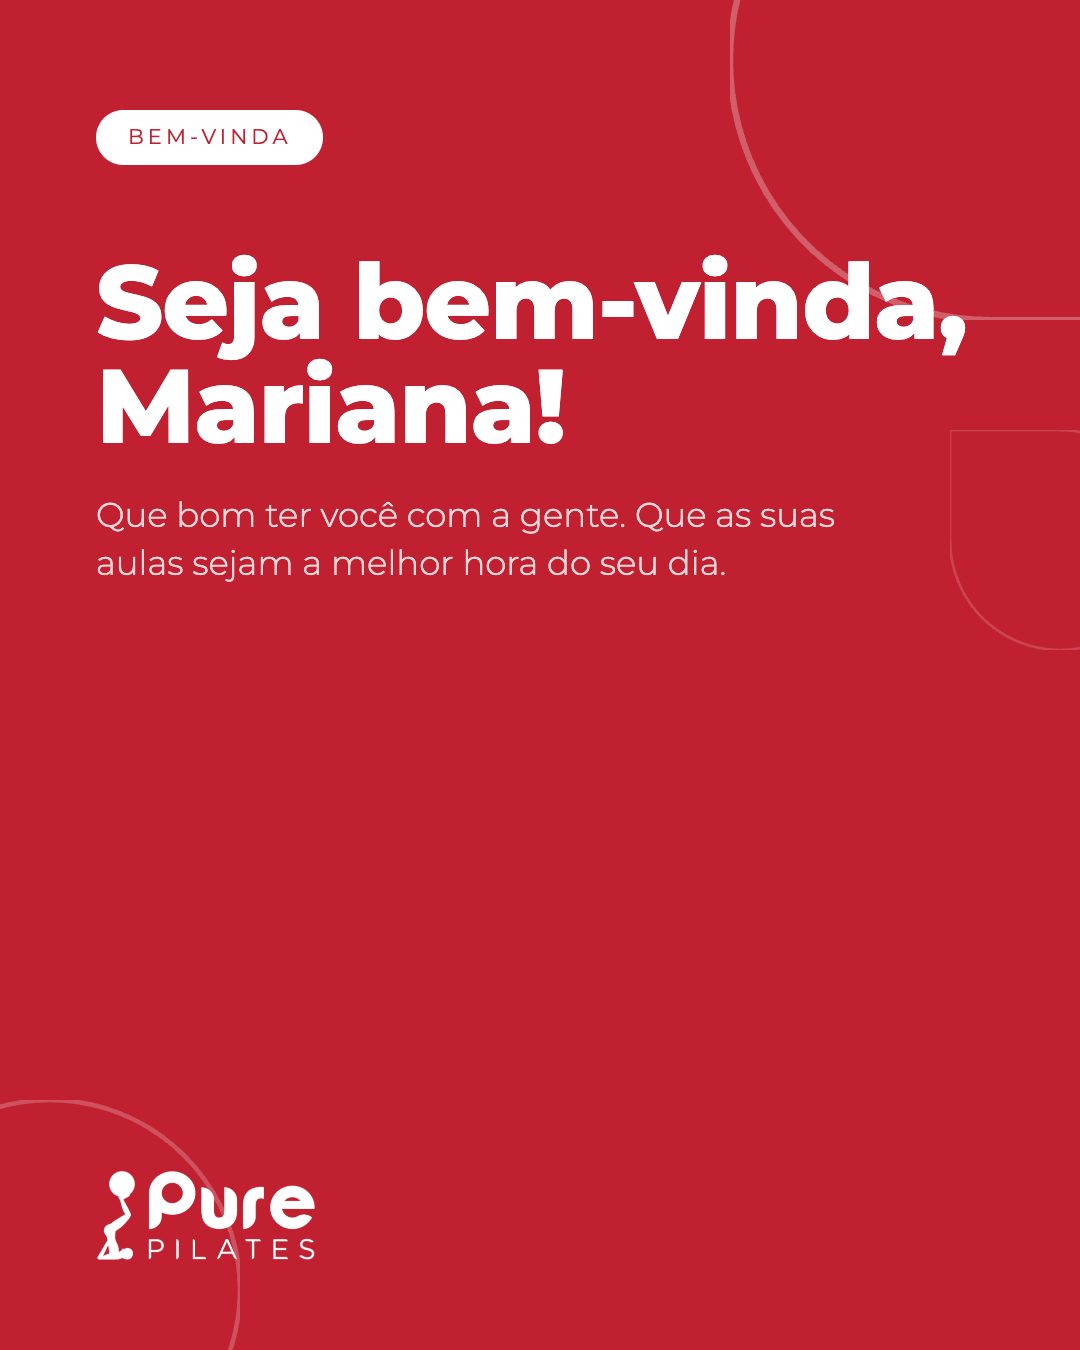 BEM-VINDA
Seja bem-vinda,
Mariana!
Que bom ter você com a gente. Que as suas
aulas sejam a melhor hora do seu dia.
Pure
PILATES